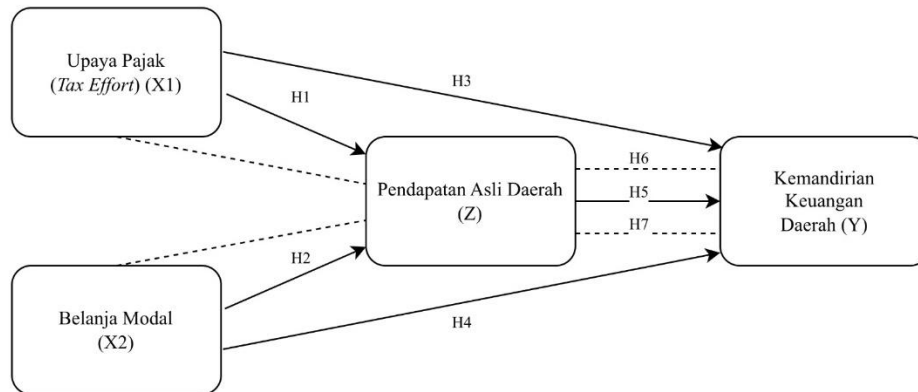 Upaya Pajak
(Tax Effort) (X1)
H1
H3
Pendapatan Asli Daerah
(Z)
H6
H5
H7
Kemandirian
Keuangan
Daerah (Y)
Belanja Modal
(X2)
H2
H4